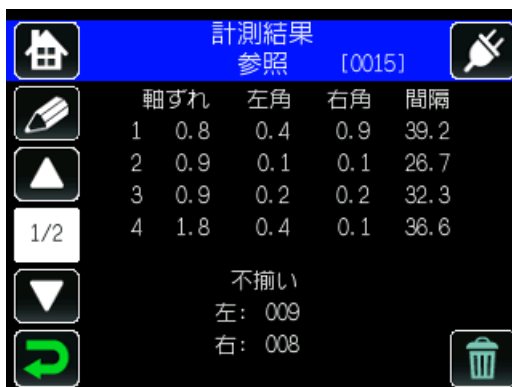 計測結果
参照 [0015]
軸ずれ 左角 右角 間隔
1 0.8 0.4 0.9 39.2
2 0.9 0.1 0.1 26.7
3 0.9 0.2 0.2 32.3
1/2 4 1.8 0.4 0.1 36.6
不揃い
左: 009
右: 008